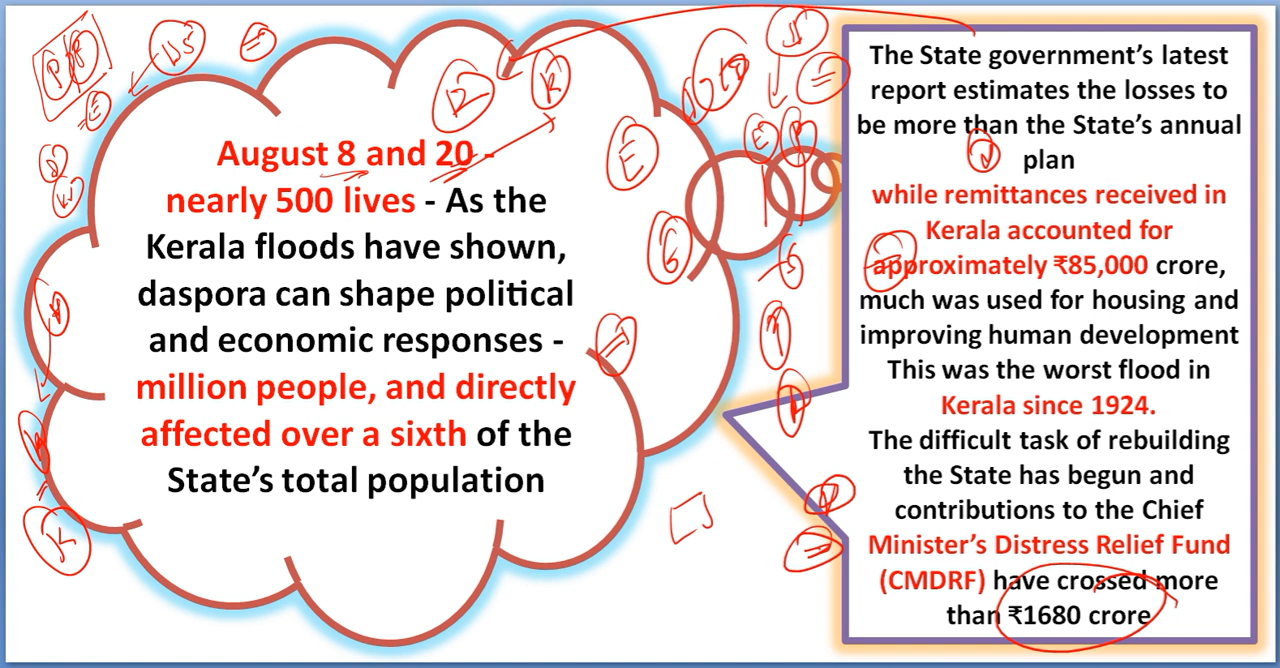 August 8 and 20 -
nearly 500 lives - As the
Kerala floods have shown,
daspora can shape political
and economic responses -
million people, and directly
affected over a sixth of the
State’s total population
The State government’s latest
report estimates the losses to
be more than the State’s annual
plan
while remittances received in
Kerala accounted for
approximately ₹85,000 crore,
much was used for housing and
improving human development
This was the worst flood in
Kerala since 1924.
The difficult task of rebuilding
the State has begun and
contributions to the Chief
Minister’s Distress Relief Fund
(CMDRF) have crossed more
than ₹1680 crore